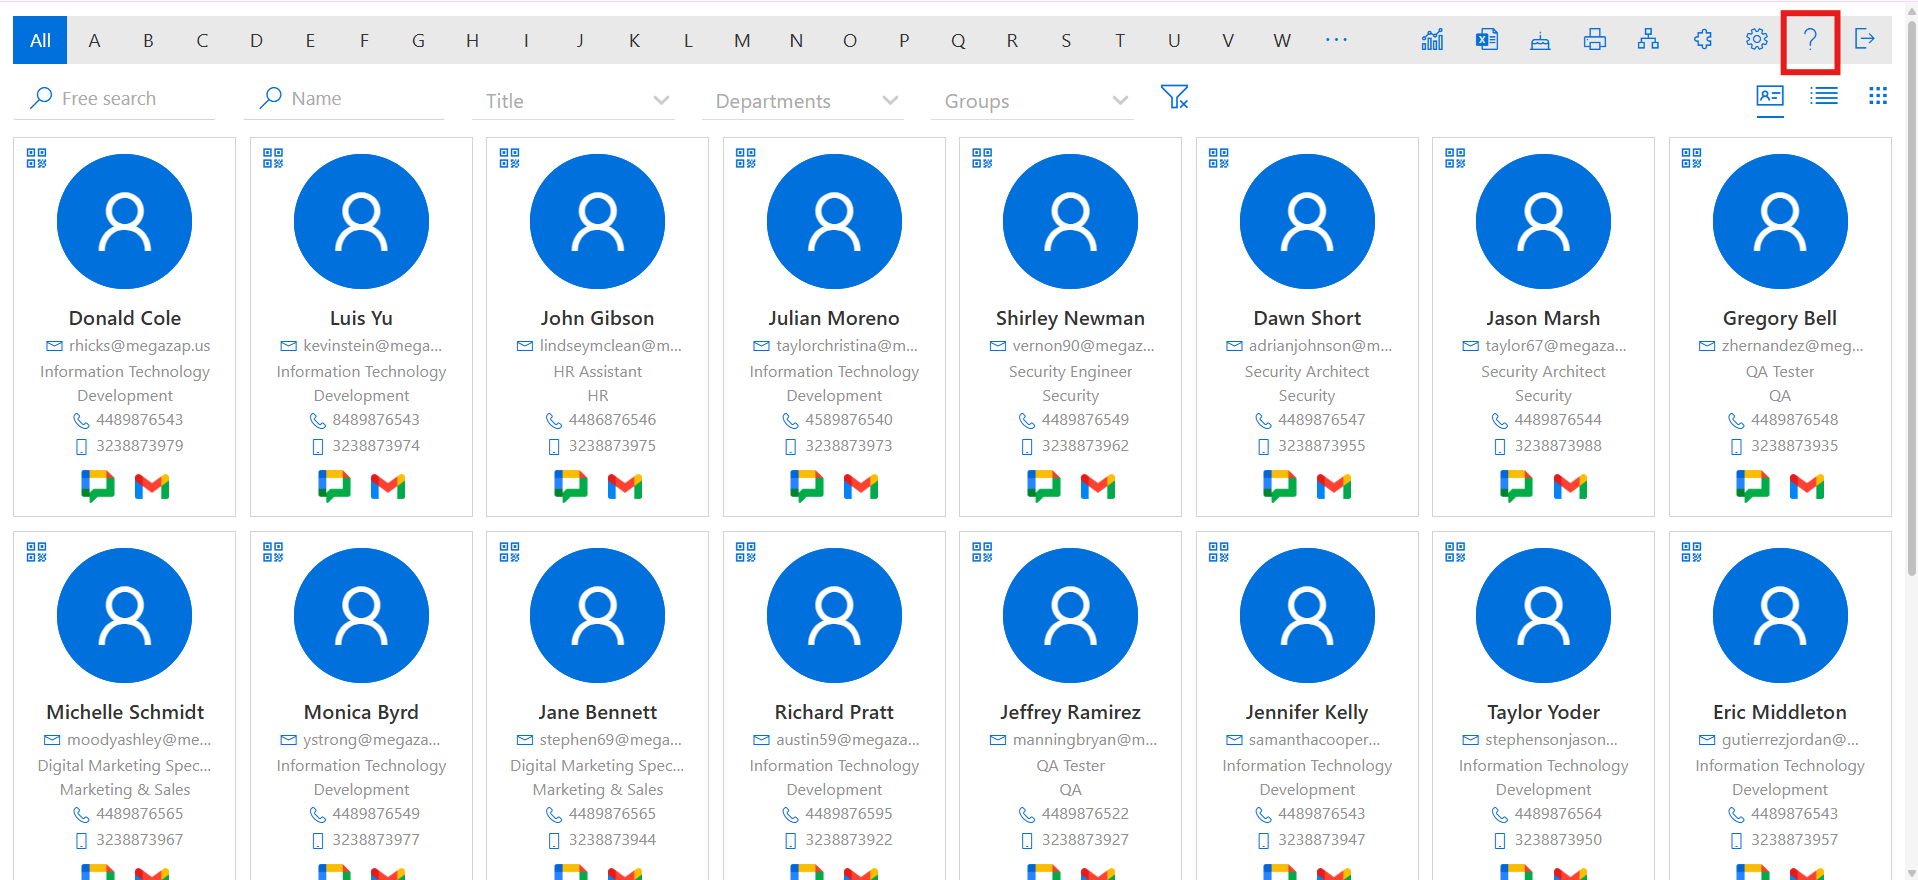 All A B C D E F G H I J K L M N O P Q R S T U V W ··· ?
Free search Name Title Departments Groups
Donald Cole
rhicks@megazap.us
Information Technology
Development
4489876543
3238873979
Luis Yu
kevinstein@mega...
Information Technology
Development
8489876543
3238873974
John Gibson
lindseymclean@m...
HR Assistant
HR
4486876546
3238873975
Julian Moreno
taylorchristina@m...
Information Technology
Development
4589876540
3238873973
Shirley Newman
vernon90@megaz...
Security Engineer
Security
4489876549
3238873962
Dawn Short
adrianjohnson@m...
Security Architect
Security
4489876547
3238873955
Jason Marsh
taylor67@megaza...
Security Architect
Security
4489876544
3238873988
Gregory Bell
zhernandez@meg...
QA Tester
QA
4489876548
3238873935
Michelle Schmidt
moodyashley@me...
Digital Marketing Spec...
Marketing & Sales
4489876565
3238873967
Monica Byrd
ystrong@megaza...
Information Technology
Development
4489876549
3238873977
Jane Bennett
stephen69@mega...
Digital Marketing Spec...
Marketing & Sales
4489876565
3238873944
Richard Pratt
austin59@megaza...
Information Technology
Development
4489876595
3238873922
Jeffrey Ramirez
manningbryan@m...
QA Tester
QA
4489876522
3238873927
Jennifer Kelly
samanthacooper...
Information Technology
Development
4489876543
3238873947
Taylor Yoder
stephensonjason...
Information Technology
Development
4489876564
3238873950
Eric Middleton
gutierrezjordan@...
Information Technology
Development
4489876543
3238873957